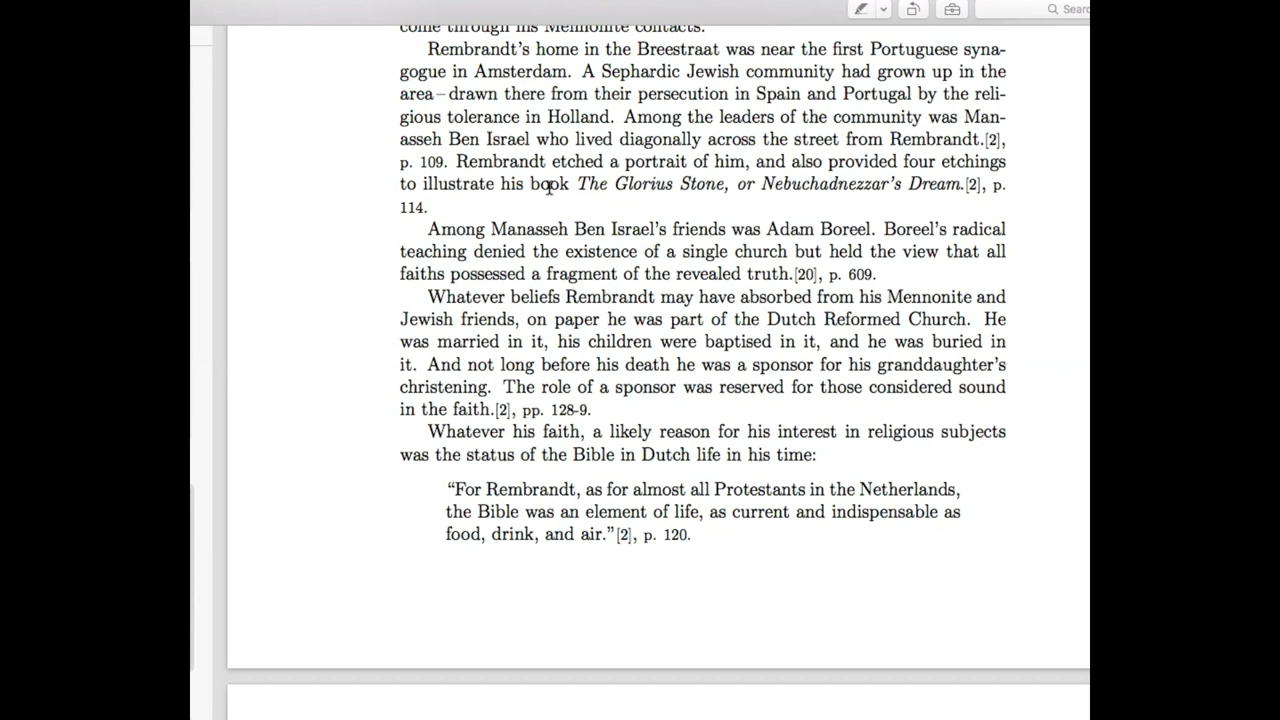 Sear
come through his Mennonite contacts.
Rembrandt's home in the Breestraat was near the first Portuguese syna-
gogue in Amsterdam. A Sephardic Jewish community had grown up in the
area–drawn there from their persecution in Spain and Portugal by the reli-
gious tolerance in Holland. Among the leaders of the community was Man-
asseh Ben Israel who lived diagonally across the street from Rembrandt.[2],
p. 109. Rembrandt etched a portrait of him, and also provided four etchings
to illustrate his book The Glorius Stone, or Nebuchadnezzar's Dream.[2], p.
114.
Among Manasseh Ben Israel's friends was Adam Boreel. Boreel's radical
teaching denied the existence of a single church but held the view that all
faiths possessed a fragment of the revealed truth.[20], p. 609.
Whatever beliefs Rembrandt may have absorbed from his Mennonite and
Jewish friends, on paper he was part of the Dutch Reformed Church. He
was married in it, his children were baptised in it, and he was buried in
it. And not long before his death he was a sponsor for his granddaughter's
christening. The role of a sponsor was reserved for those considered sound
in the faith.[2], pp. 128-9.
Whatever his faith, a likely reason for his interest in religious subjects
was the status of the Bible in Dutch life in his time:
“For Rembrandt, as for almost all Protestants in the Netherlands,
the Bible was an element of life, as current and indispensable as
food, drink, and air.”[2], p. 120.